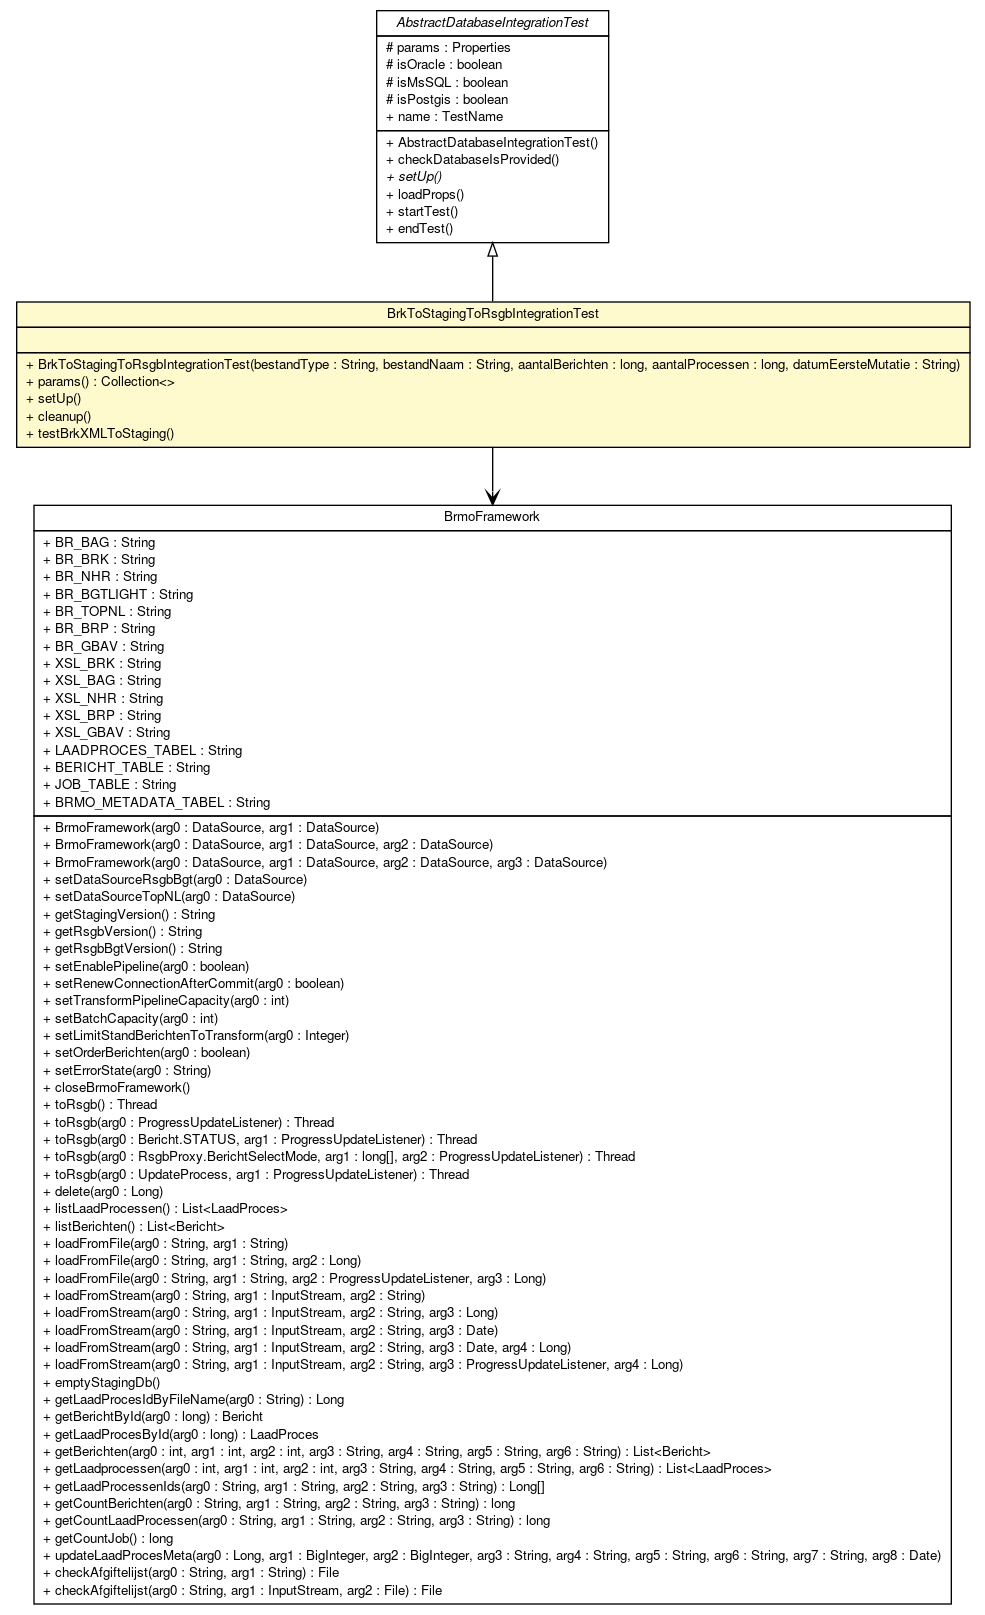 AbstractDatabaseIntegrationTest
# params : Properties
# isOracle : boolean
# isMsSQL : boolean
# isPostgis : boolean
+ name : TestName
+ AbstractDatabaseIntegrationTest()
+ checkDatabaseIsProvided()
+ setUp()
+ loadProps()
+ startTest()
+ endTest()
BrkToStagingToRsgbIntegrationTest
+ BrkToStagingToRsgbIntegrationTest(bestandType : String, bestandNaam : String, aantalBerichten : long, aantalProcessen : long, datumEersteMutatie : String)
+ params() : Collection<>
+ setUp()
+ cleanup()
+ testBrkXMLToStaging()
BrmoFramework
+ BR_BAG : String
+ BR_BRK : String
+ BR_NHR : String
+ BR_BGTLIGHT : String
+ BR_TOPNL : String
+ BR_BRP : String
+ BR_GBAV : String
+ XSL_BRK : String
+ XSL_BAG : String
+ XSL_NHR : String
+ XSL_BRP : String
+ XSL_GBAV : String
+ LAADPROCES_TABEL : String
+ BERICHT_TABLE : String
+ JOB_TABLE : String
+ BRMO_METADATA_TABEL : String
+ BrmoFramework(arg0 : DataSource, arg1 : DataSource)
+ BrmoFramework(arg0 : DataSource, arg1 : DataSource, arg2 : DataSource)
+ BrmoFramework(arg0 : DataSource, arg1 : DataSource, arg2 : DataSource, arg3 : DataSource)
+ setDataSourceRsgbBgt(arg0 : DataSource)
+ setDataSourceTopNL(arg0 : DataSource)
+ getStagingVersion() : String
+ getRsgbVersion() : String
+ getRsgbBgtVersion() : String
+ setEnablePipeline(arg0 : boolean)
+ setRenewConnectionAfterCommit(arg0 : boolean)
+ setTransformPipelineCapacity(arg0 : int)
+ setBatchCapacity(arg0 : int)
+ setLimitStandBerichtenToTransform(arg0 : Integer)
+ setOrderBerichten(arg0 : boolean)
+ setErrorState(arg0 : String)
+ closeBrmoFramework()
+ toRsgb() : Thread
+ toRsgb(arg0 : ProgressUpdateListener) : Thread
+ toRsgb(arg0 : Bericht.STATUS, arg1 : ProgressUpdateListener) : Thread
+ toRsgb(arg0 : RsgbProxy.BerichtSelectMode, arg1 : long[], arg2 : ProgressUpdateListener) : Thread
+ toRsgb(arg0 : UpdateProcess, arg1 : ProgressUpdateListener) : Thread
+ delete(arg0 : Long)
+ listLaadProcessen() : List<LaadProces>
+ listBerichten() : List<Bericht>
+ loadFromFile(arg0 : String, arg1 : String)
+ loadFromFile(arg0 : String, arg1 : String, arg2 : Long)
+ loadFromFile(arg0 : String, arg1 : String, arg2 : ProgressUpdateListener, arg3 : Long)
+ loadFromStream(arg0 : String, arg1 : InputStream, arg2 : String)
+ loadFromStream(arg0 : String, arg1 : InputStream, arg2 : String, arg3 : Long)
+ loadFromStream(arg0 : String, arg1 : InputStream, arg2 : String, arg3 : Date)
+ loadFromStream(arg0 : String, arg1 : InputStream, arg2 : String, arg3 : Date, arg4 : Long)
+ loadFromStream(arg0 : String, arg1 : InputStream, arg2 : String, arg3 : ProgressUpdateListener, arg4 : Long)
+ emptyStagingDb()
+ getLaadProcesIdByFileName(arg0 : String) : Long
+ getBerichtById(arg0 : long) : Bericht
+ getLaadProcesById(arg0 : long) : LaadProces
+ getBerichten(arg0 : int, arg1 : int, arg2 : int, arg3 : String, arg4 : String, arg5 : String, arg6 : String) : List<Bericht>
+ getLaadprocessen(arg0 : int, arg1 : int, arg2 : int, arg3 : String, arg4 : String, arg5 : String, arg6 : String) : List<LaadProces>
+ getLaadProcessenIds(arg0 : String, arg1 : String, arg2 : String, arg3 : String) : Long[]
+ getCountBerichten(arg0 : String, arg1 : String, arg2 : String, arg3 : String) : long
+ getCountLaadProcessen(arg0 : String, arg1 : String, arg2 : String, arg3 : String) : long
+ getCountJob() : long
+ updateLaadProcesMeta(arg0 : Long, arg1 : BigInteger, arg2 : BigInteger, arg3 : String, arg4 : String, arg5 : String, arg6 : String, arg7 : String, arg8 : Date)
+ checkAfgiftelijst(arg0 : String, arg1 : String) : File
+ checkAfgiftelijst(arg0 : String, arg1 : InputStream, arg2 : File) : File